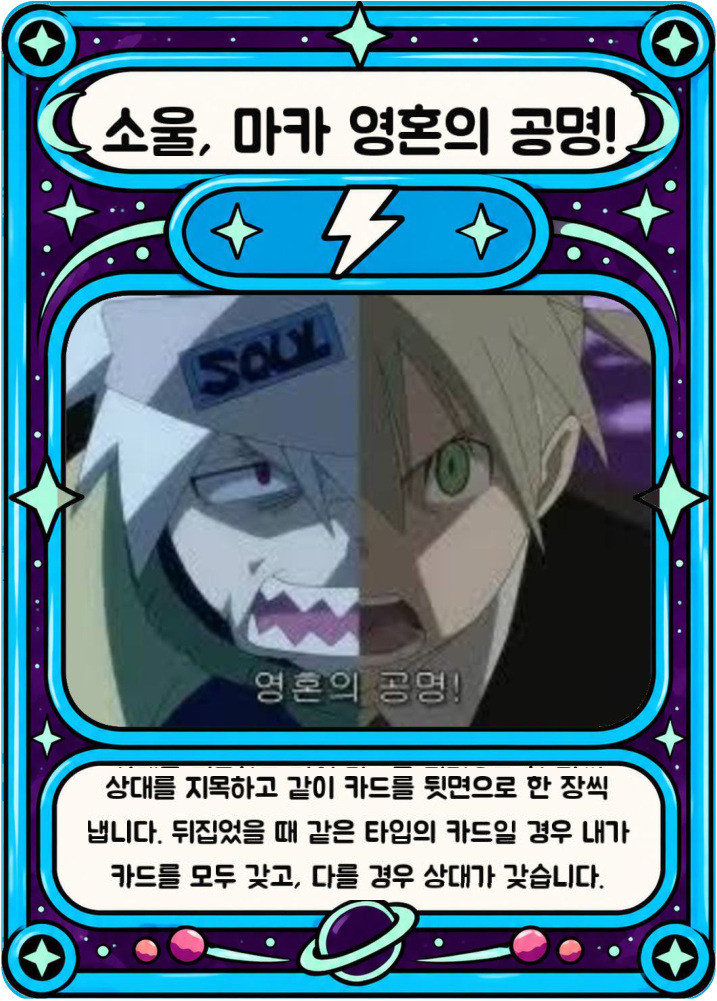 소울, 마카 영혼의 공명!
SOUL
영혼의 공명!
상대를 지목하고 같이 카드를 뒷면으로 한 장씩
냅니다. 뒤집었을 때 같은 타입의 카드일 경우 내가
카드를 모두 갖고, 다를 경우 상대가 갖습니다.